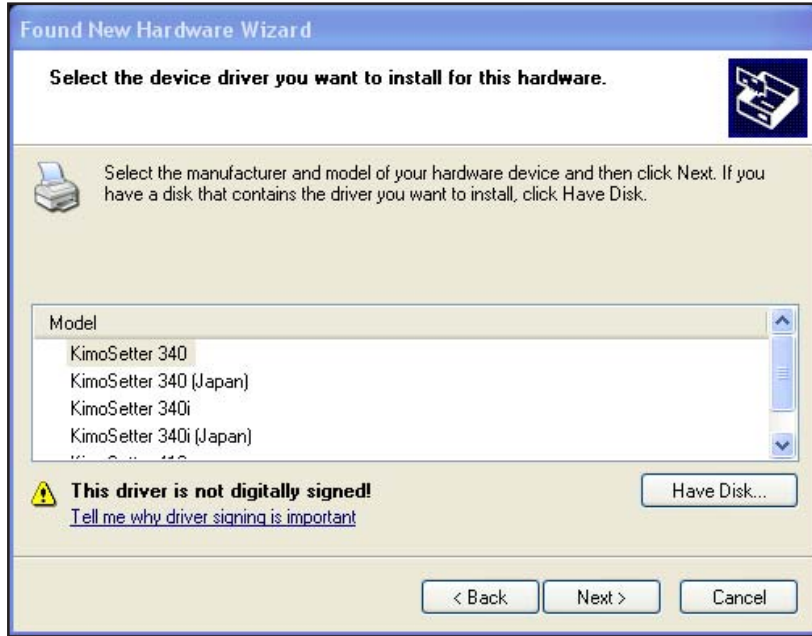 Found New Hardware Wizard
Select the device driver you want to install for this hardware.
Select the manufacturer and model of your hardware device and then click Next. If you
have a disk that contains the driver you want to install, click Have Disk.
Model
KimoSetter 340
KimoSetter 340 (Japan)
KimoSetter 340i
KimoSetter 340i (Japan)
This driver is not digitally signed!
Have Disk...
Tell me why driver signing is important
< Back
Next >
Cancel